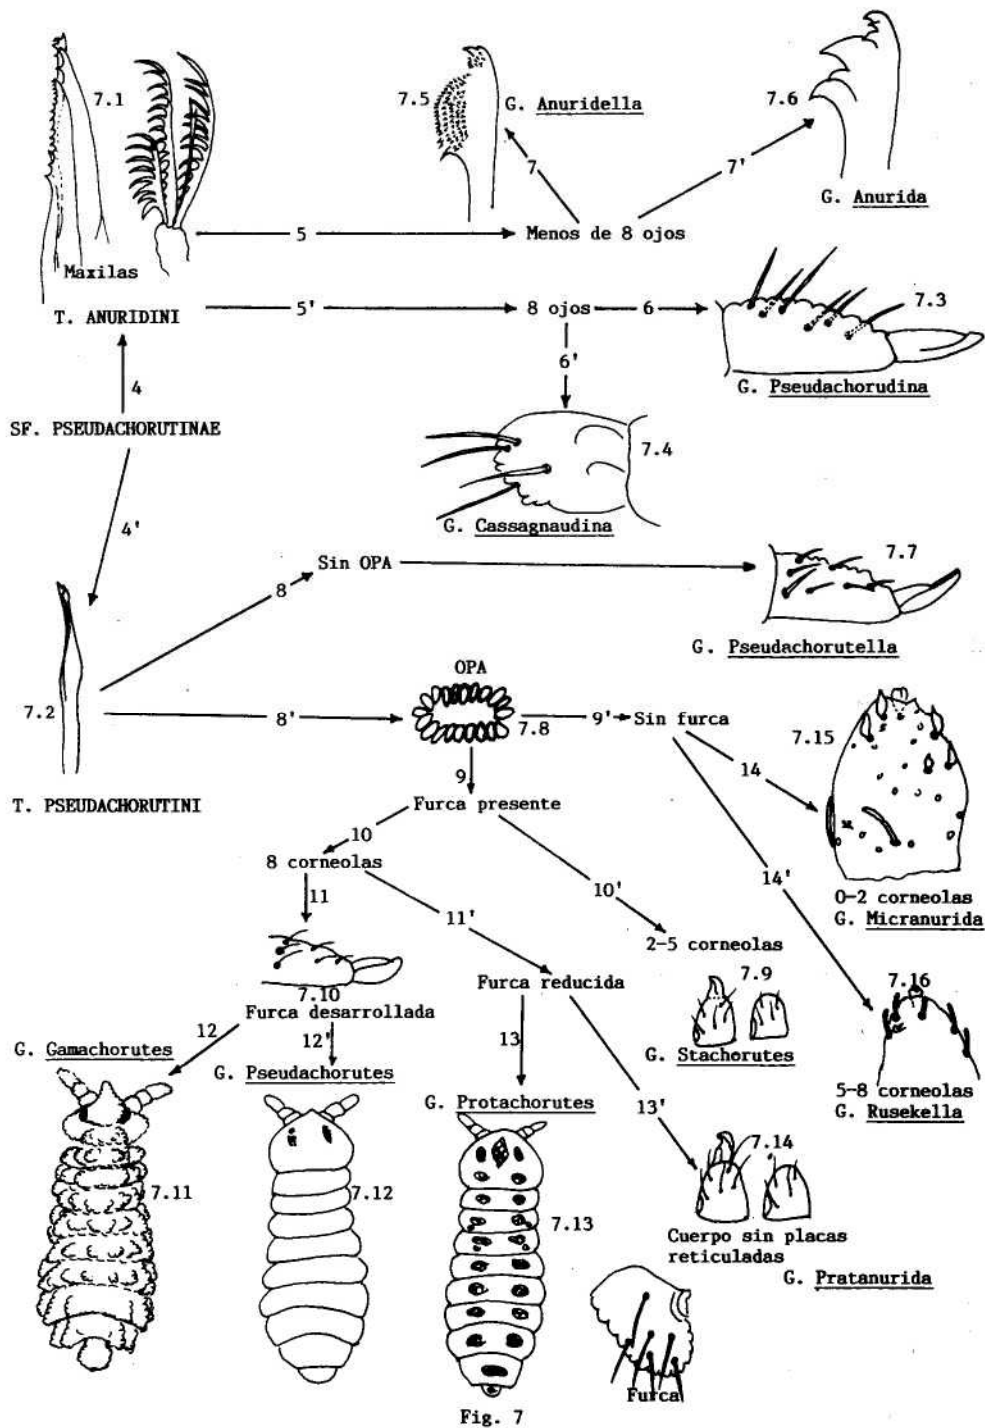 7.1
7.5
G. Anuridella
7.6
7
7'
G. Anurida
Maxilas
5
Menos de 8 ojos
T. ANURIDINI
5'
8 ojos
6
7.3
G. Pseudachorudina
4
6'
SF. PSEUDACHORUTINAE
7.4
G. Cassagnaudina
4'
Sin OPA
7.7
8
G. Pseudachorutella
OPA
7.2
8'
7.8
9'
Sin furca
7.15
T. PSEUDACHORUTINI
9
14
Furca presente
10
8 corneolas
10'
14'
0-2 corneolas
G. Micranurida
11
11'
2-5 corneolas
7.9
7.10
Furca desarrollada
Furca reducida
7.16
12
12'
13
G. Stachorutes
G. Gamachorutes
G. Pseudachorutes
5-8 corneolas
G. Rusekella
G. Protachorutes
13'
7.14
7.11
7.12
7.13
Cuerpo sin placas
reticuladas
G. Pratanurida
Furca
Fig. 7